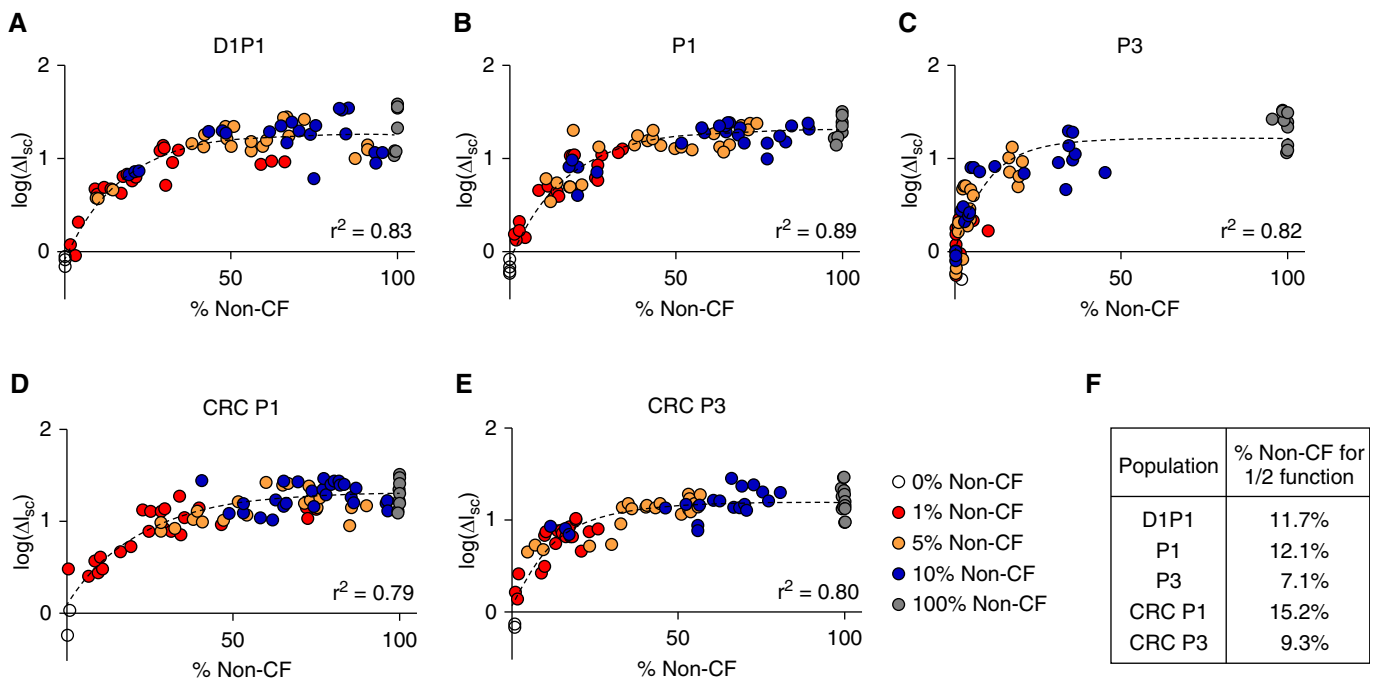 A
D1P1
2
1
0
log(ΔI_sc)
r² = 0.83
50
100
% Non-CF
B
P1
2
1
0
log(ΔI_sc)
r² = 0.89
50
100
% Non-CF
C
P3
2
1
0
log(ΔI_sc)
r² = 0.82
50
100
% Non-CF
D
CRC P1
2
1
0
log(ΔI_sc)
r² = 0.79
50
100
% Non-CF
E
CRC P3
2
1
0
log(ΔI_sc)
r² = 0.80
50
100
% Non-CF
0% Non-CF
1% Non-CF
5% Non-CF
10% Non-CF
100% Non-CF
F
Population
% Non-CF for
1/2 function
D1P1 11.7%
P1 12.1%
P3 7.1%
CRC P1 15.2%
CRC P3 9.3%